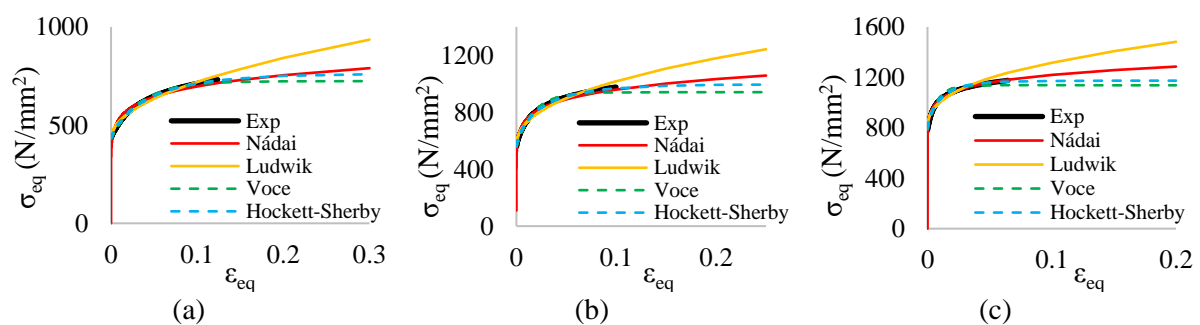 1000
500
0
σeq (N/mm²)
Exp
Nádai
Ludwik
Voce
Hockett-Sherby
0 0.1 0.2 0.3
εeq
(a)
1200
800
400
0
σeq (N/mm²)
Exp
Nádai
Ludwik
Voce
Hockett-Sherby
0 0.1 0.2
εeq
(b)
1600
1200
800
400
0
σeq (N/mm²)
Exp
Nádai
Ludwik
Voce
Hockett-Sherby
0 0.1 0.2
εeq
(c)